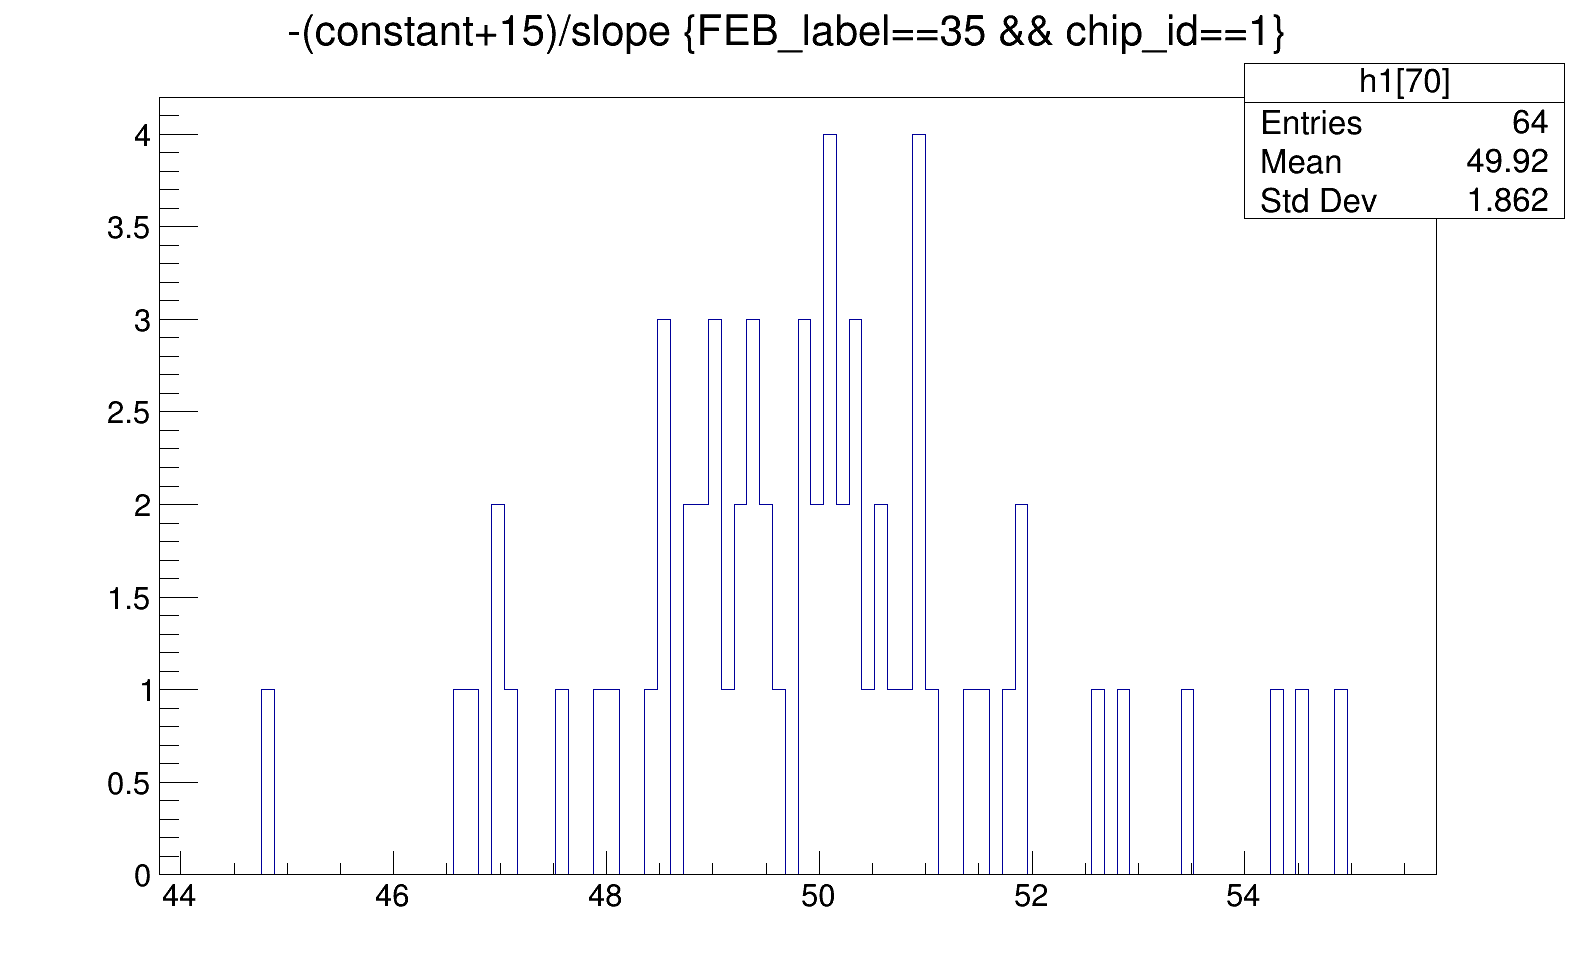 -(constant+15)/slope {FEB_label==35 && chip_id==1}
h1[70]
Entries 64
Mean 49.92
Std Dev 1.862
4
3.5
3
2.5
2
1.5
1
0.5
0
44 46 48 50 52 54